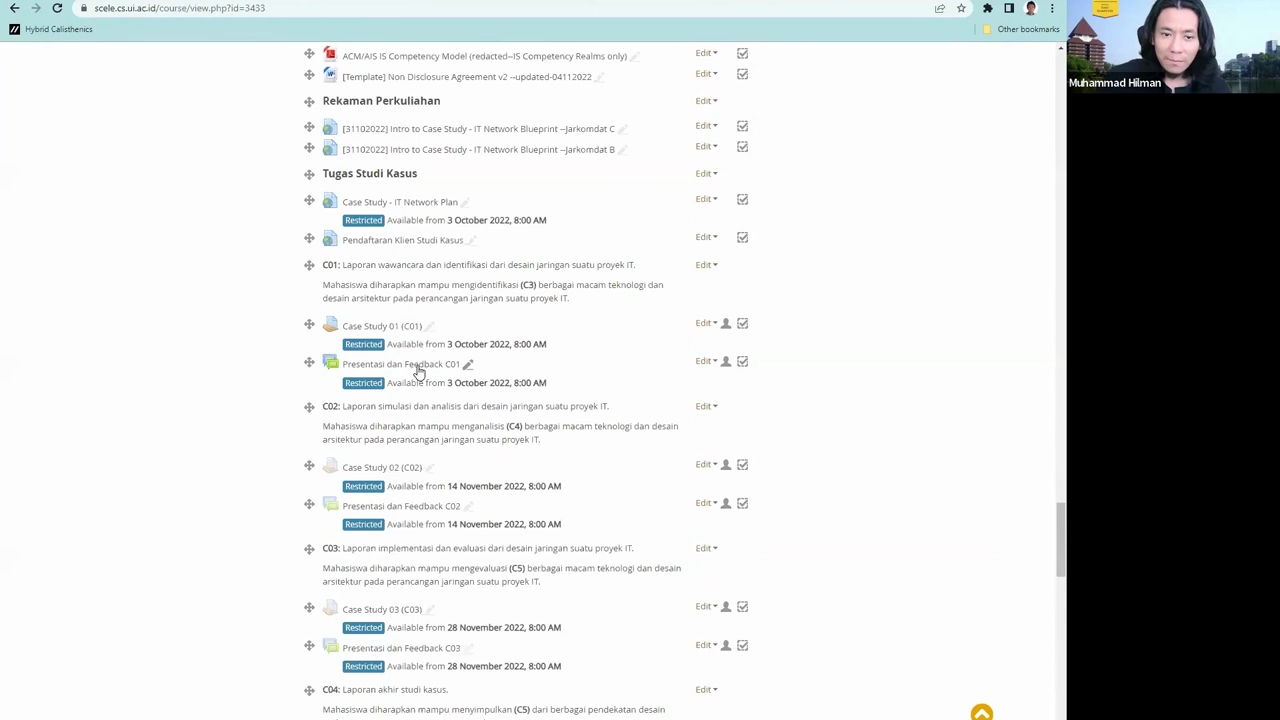 scele.cs.ui.ac.id/course/view.php?id=3433
Hybrid Calisthenics
Other bookmarks
Muhammad Hilman
ACM/AIS IS Competency Model (redacted--IS Competency Realms only)
Edit
[Template] Non Disclosure Agreement v2 --updated-04112022
Edit
Rekaman Perkuliahan
Edit
[31102022] Intro to Case Study - IT Network Blueprint --Jarkomdat C
Edit
[31102022] Intro to Case Study - IT Network Blueprint --Jarkomdat B
Edit
Tugas Studi Kasus
Edit
Case Study - IT Network Plan
Edit
Restricted Available from 3 October 2022, 8:00 AM
Pendaftaran Klien Studi Kasus
Edit
C01: Laporan wawancara dan identifikasi dari desain jaringan suatu proyek IT.
Edit
Mahasiswa diharapkan mampu mengidentifikasi (C3) berbagai macam teknologi dan
desain arsitektur pada perancangan jaringan suatu proyek IT.
Case Study 01 (C01)
Edit
Restricted Available from 3 October 2022, 8:00 AM
Presentasi dan Feedback C01
Edit
Restricted Available from 3 October 2022, 8:00 AM
C02: Laporan simulasi dan analisis dari desain jaringan suatu proyek IT.
Edit
Mahasiswa diharapkan mampu menganalisis (C4) berbagai macam teknologi dan desain
arsitektur pada perancangan jaringan suatu proyek IT.
Case Study 02 (C02)
Edit
Restricted Available from 14 November 2022, 8:00 AM
Presentasi dan Feedback C02
Edit
Restricted Available from 14 November 2022, 8:00 AM
C03: Laporan implementasi dan evaluasi dari desain jaringan suatu proyek IT.
Edit
Mahasiswa diharapkan mampu mengevaluasi (C5) berbagai macam teknologi dan desain
arsitektur pada perancangan jaringan suatu proyek IT.
Case Study 03 (C03)
Edit
Restricted Available from 28 November 2022, 8:00 AM
Presentasi dan Feedback C03
Edit
Restricted Available from 28 November 2022, 8:00 AM
C04: Laporan akhir studi kasus.
Edit
Mahasiswa diharapkan mampu menyimpulkan (C5) dari berbagai pendekatan desain